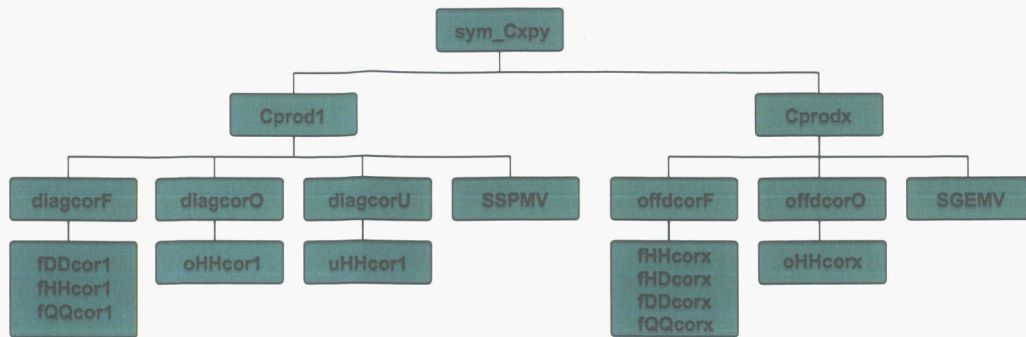 sym_Cxpy
Cprod1
Cprodx
diagcorF
diagcorO
diagcorU
SSPMV
offdcorF
offdcorO
SGEMV
fDDcor1
fHHcor1
fQQcor1
oHHcor1
uHHcor1
fHHcorx
fHDcorx
fDDcorx
fQQcorx
oHHcorx